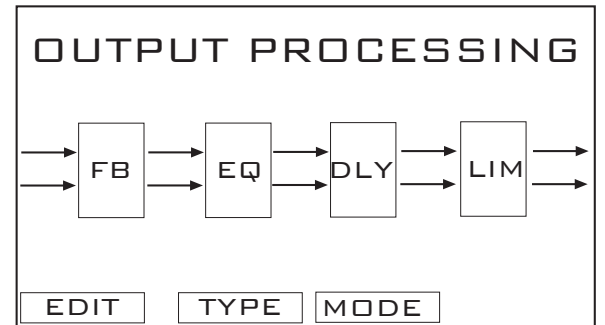 OUTPUT PROCESSING
FB EQ DLY LIM
EDIT TYPE MODE